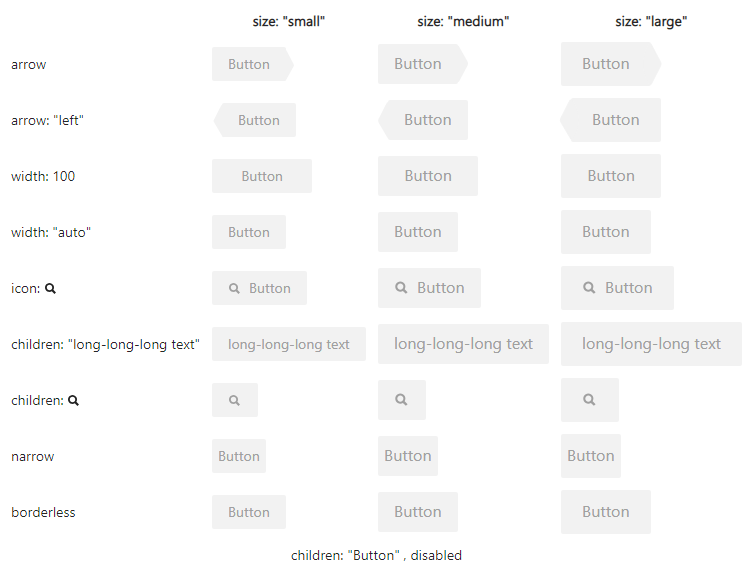 size: "small" size: "medium" size: "large"
arrow Button Button Button
arrow: "left" Button Button Button
width: 100 Button Button Button
width: "auto" Button Button Button
icon: Button Button Button
children: "long-long-long text" long-long-long text long-long-long text long-long-long text
children:
narrow Button Button Button
borderless Button Button Button
children: "Button" , disabled